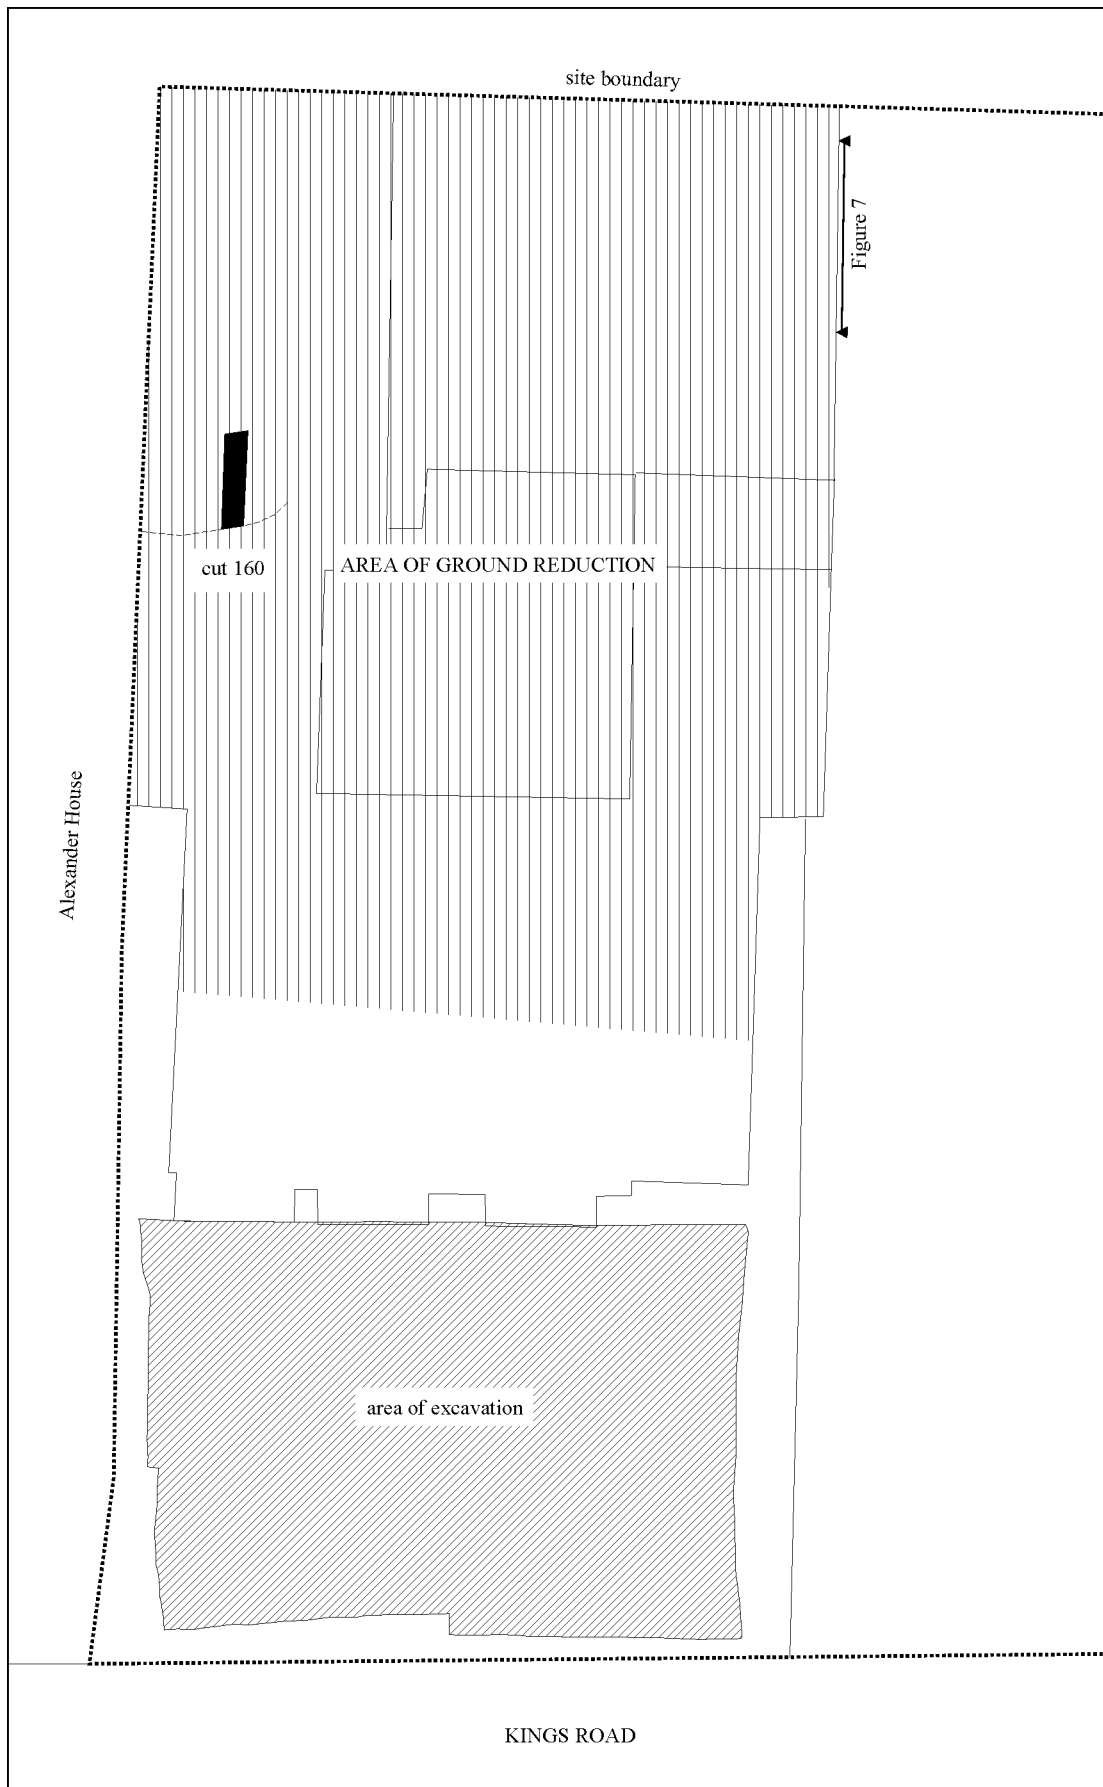 site boundary
Figure 7
cut 160
AREA OF GROUND REDUCTION
Alexander House
area of excavation
KINGS ROAD